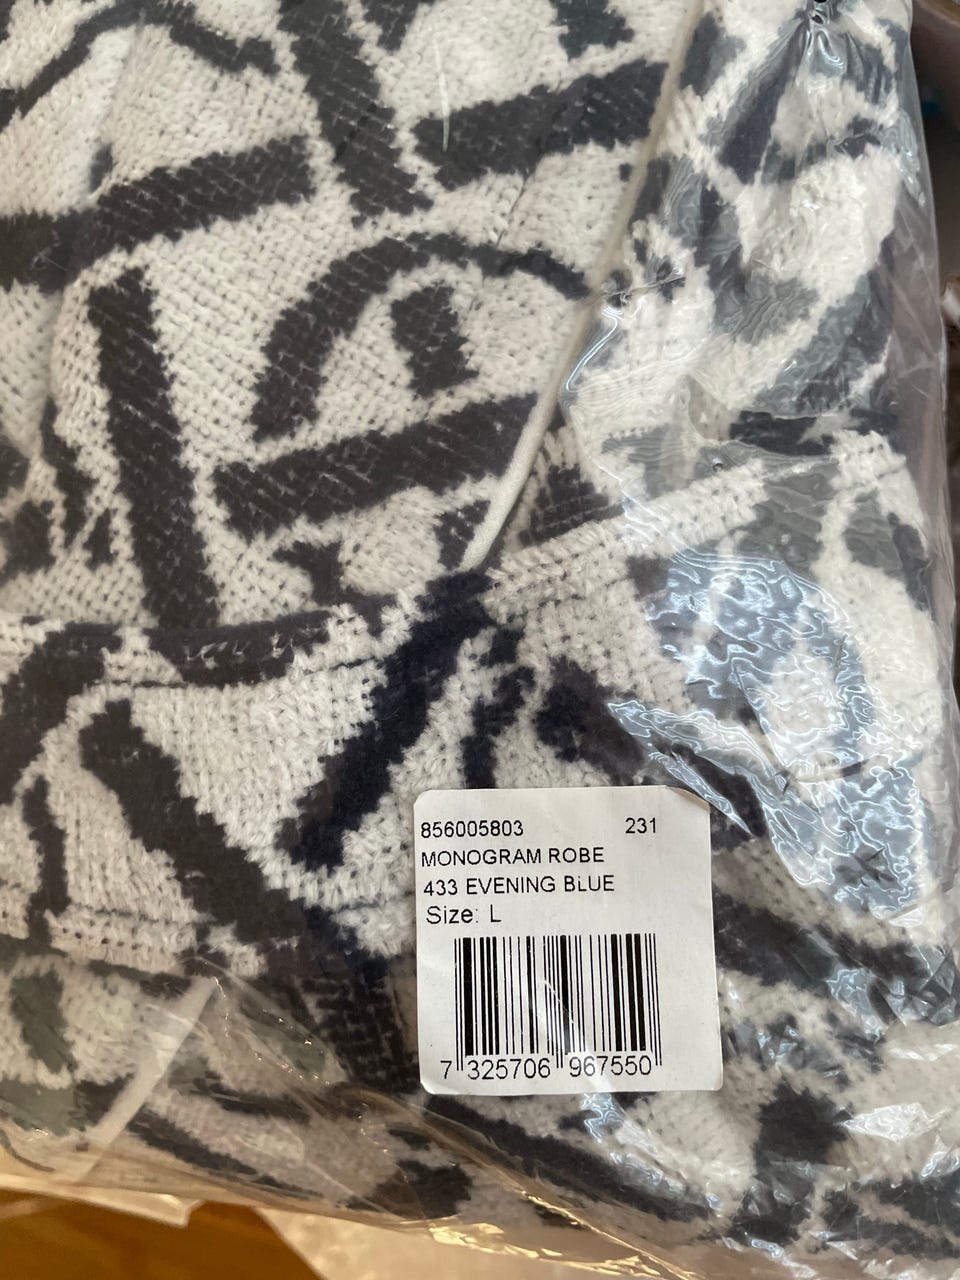 856005803 231
MONOGRAM ROBE
433 EVENING BLUE
Size: L
7 325706 967550